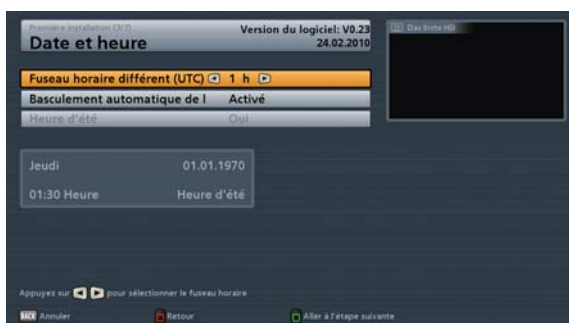 Première installation (7/7)
Version du logiciel: V0.23
Date et heure
24.02.2010
Das Erste HD
Fuseau horaire différent (UTC) 1 h
Basculement automatique de l Activé
Heure d'été Oui
Jeudi 01.01.1970
01:30 Heure Heure d'été
Appuyez sur pour sélectionner le fuseau horaire
BACK Annuler Retour Aller à l'étape suivante